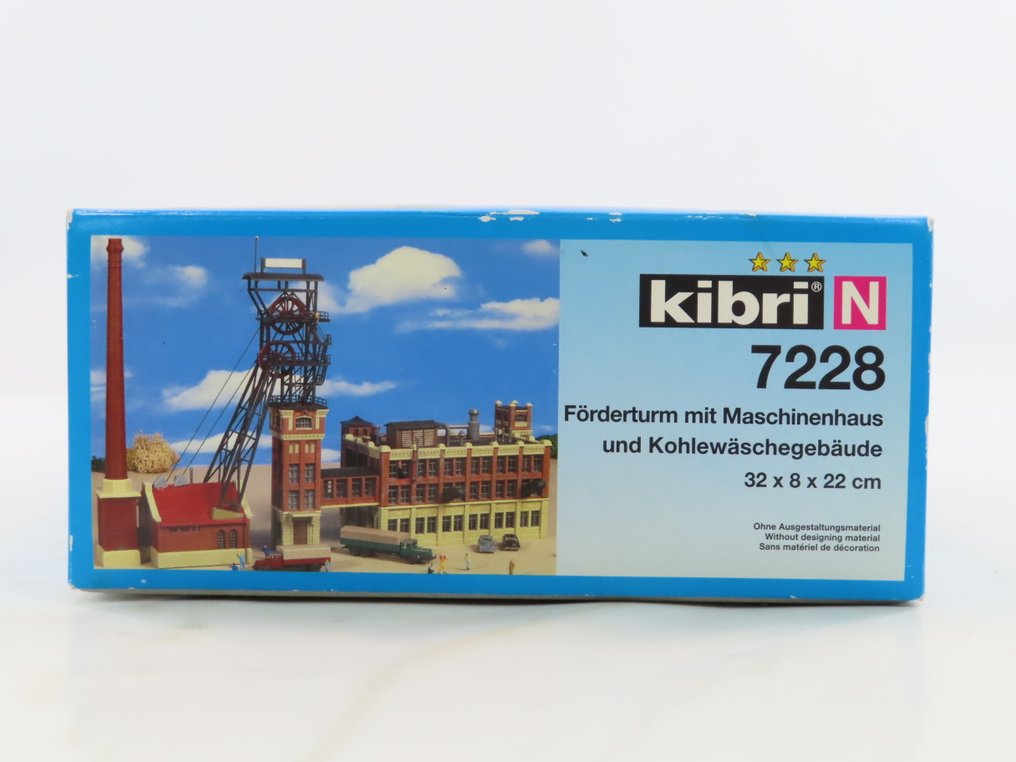 kibri® N
7228
Förderturm mit Maschinenhaus
und Kohlewäschegebäude
32 x 8 x 22 cm
Ohne Ausgestaltungsmaterial
Without designing material
Sans matériel de décoration